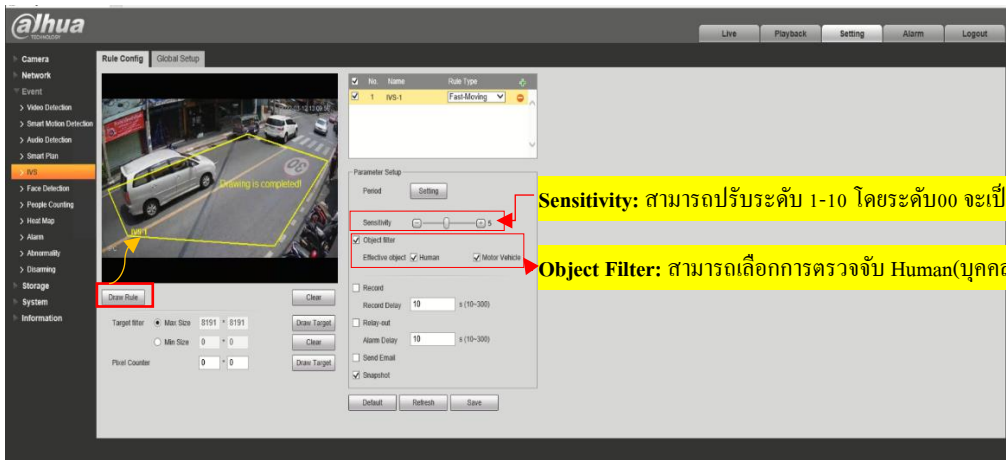 alhua
TECHNOLOGY
Live Playback Setting Alarm Logout
Camera
Network
Event
Video Detection
Smart Motion Detection
Audio Detection
Smart Plan
IVS
Face Detection
People Counting
Heat Map
Alarm
Abnormality
Disarming
Storage
System
Information
Rule Config Global Setup
Drawing is completed!
IVS-1
30
Draw Rule Clear
Target filter Max Size 8191 * 8191 Draw Target
Min Size 0 * 0 Clear
Pixel Counter 0 * 0 Draw Target
No. Name Rule Type
1 IVS-1 Fast-Moving
Parameter Setup
Period Setting
Sensitivity 5
Object filter
Effective object Human Motor Vehicle
Record
Record Delay 10 s (10~300)
Relay-out
Alarm Delay 10 s (10~300)
Send Email
Snapshot
Default Refresh Save
Sensitivity: สามารถปรับระดับ 1-10 โดยระดับ00 จะเป็
Object Filter: สามารถเลือกการตรวจจับ Human(บุคคล